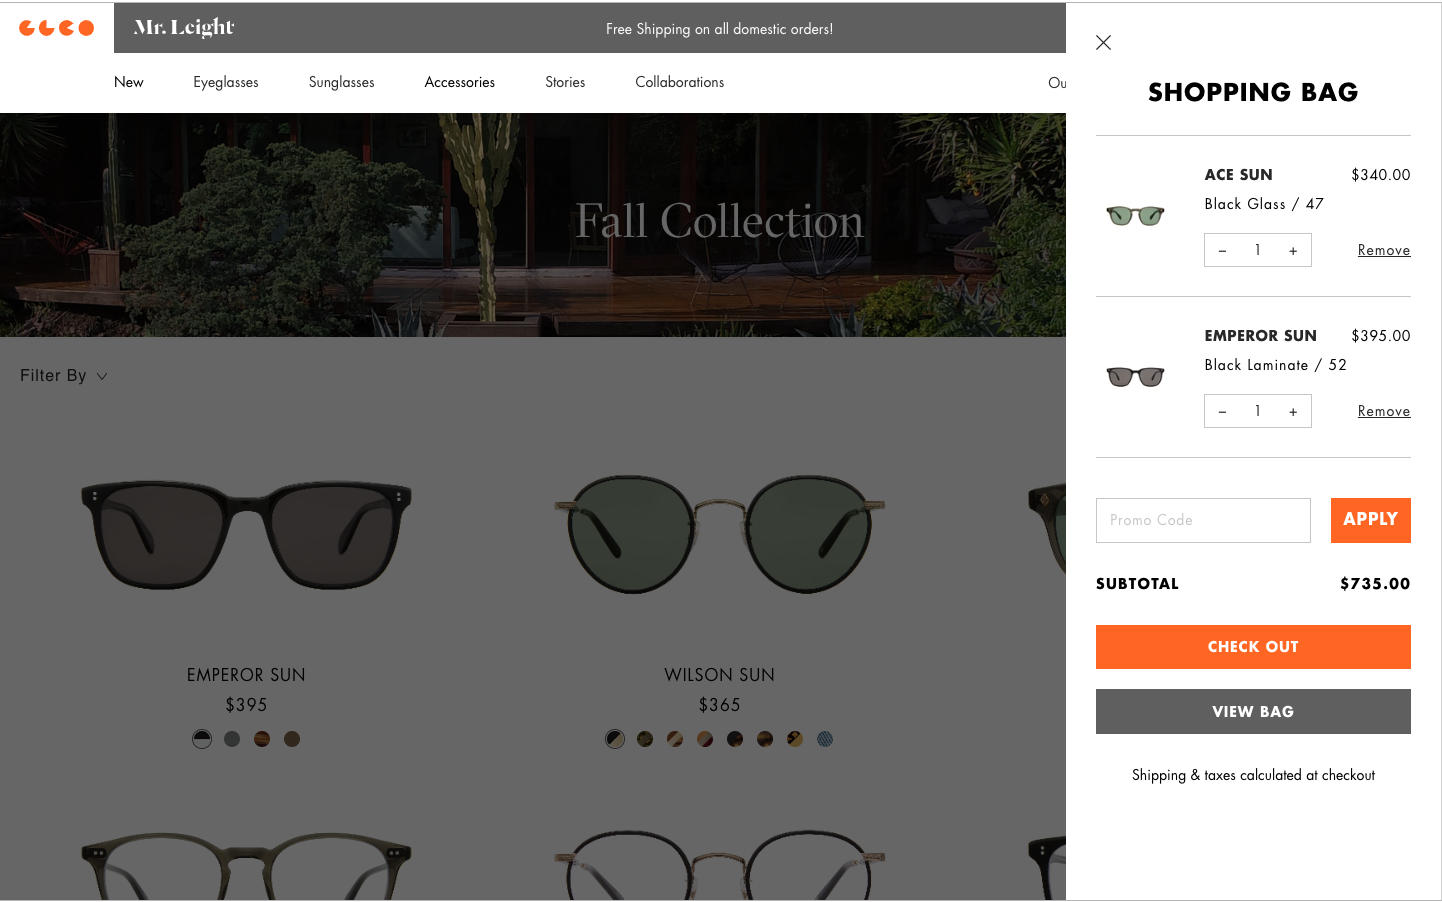 GLCO
Mr. Leight
Free Shipping on all domestic orders!
New
Eyeglasses
Sunglasses
Accessories
Stories
Collaborations
Fall Collection
Filter By
EMPEROR SUN
$395
WILSON SUN
$365
SHOPPING BAG
ACE SUN
$340.00
Black Glass / 47
− 1 +
Remove
EMPEROR SUN
$395.00
Black Laminate / 52
− 1 +
Remove
Promo Code
APPLY
SUBTOTAL
$735.00
CHECK OUT
VIEW BAG
Shipping & taxes calculated at checkout